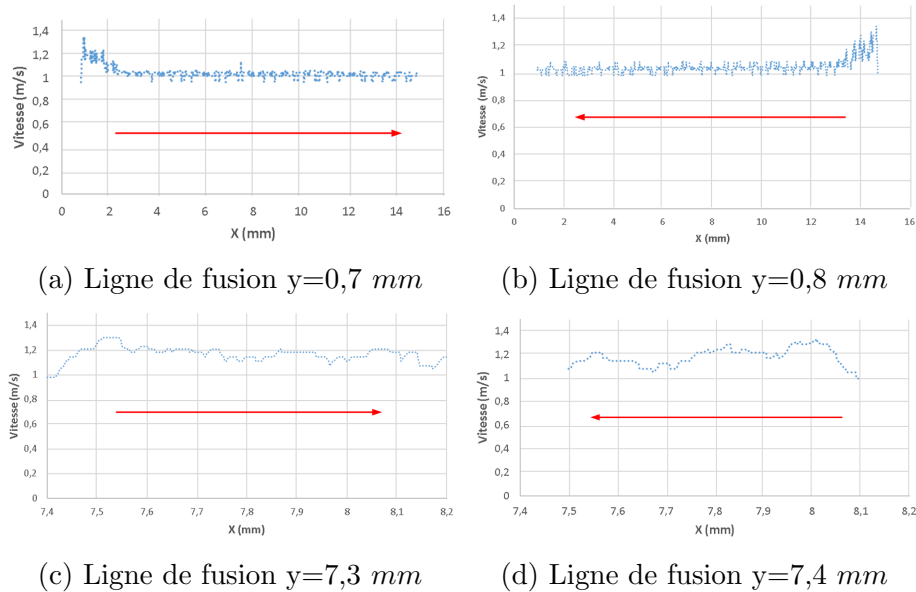 1,4
1,2
1
0,8
0,6
0,4
0,2
0
Vitesse (m/s)
0 2 4 6 8 10 12 14 16
X (mm)
(a) Ligne de fusion y=0,7 mm
1,4
1,2
1
0,8
0,6
0,4
0,2
Vitesse (m/s)
0 2 4 6 8 10 12 14 16
X (mm)
(b) Ligne de fusion y=0,8 mm
1,4
1,2
1
0,8
0,6
0,4
0,2
0
Vitesse (m/s)
7,4 7,5 7,6 7,7 7,8 7,9 8 8,1 8,2
X (mm)
(c) Ligne de fusion y=7,3 mm
1,4
1,2
1
0,8
0,6
0,4
0,2
0
Vitesse (m/s)
7,4 7,5 7,6 7,7 7,8 7,9 8 8,1 8,2
X (mm)
(d) Ligne de fusion y=7,4 mm